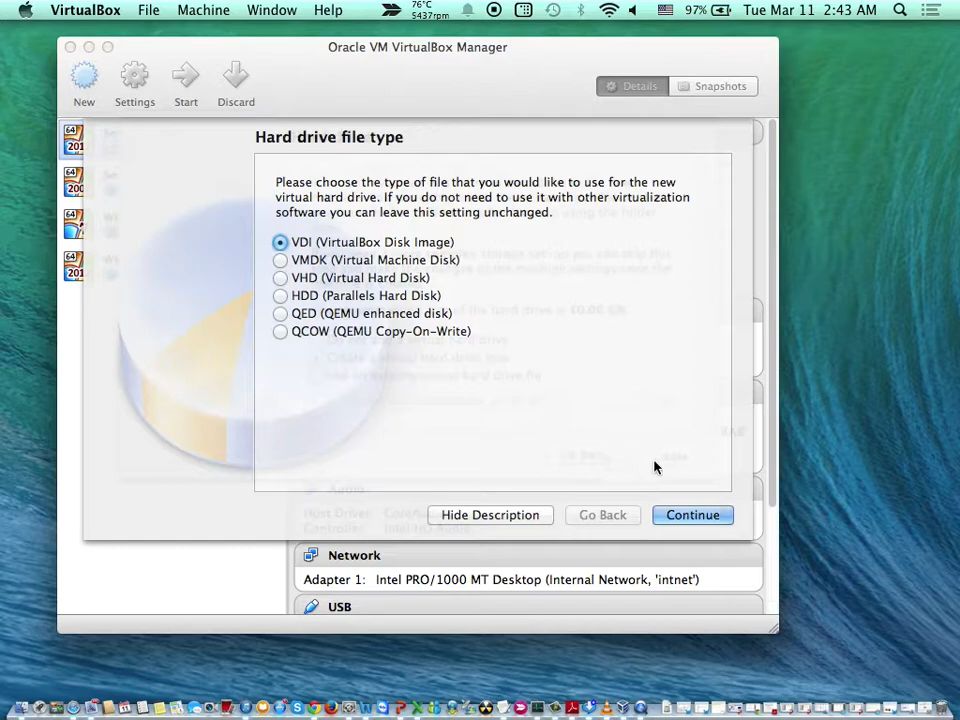 VirtualBox File Machine Window Help 76°C 5437rpm 97% Tue Mar 11 2:43 AM
Oracle VM VirtualBox Manager
New Settings Start Discard Details Snapshots
Hard drive file type
Please choose the type of file that you would like to use for the new
virtual hard drive. If you do not need to use it with other virtualization
software you can leave this setting unchanged.
VDI (VirtualBox Disk Image)
VMDK (Virtual Machine Disk)
VHD (Virtual Hard Disk)
HDD (Parallels Hard Disk)
QED (QEMU enhanced disk)
QCOW (QEMU Copy-On-Write)
Hide Description Go Back Continue
Network
Adapter 1: Intel PRO/1000 MT Desktop (Internal Network, 'intnet')
USB